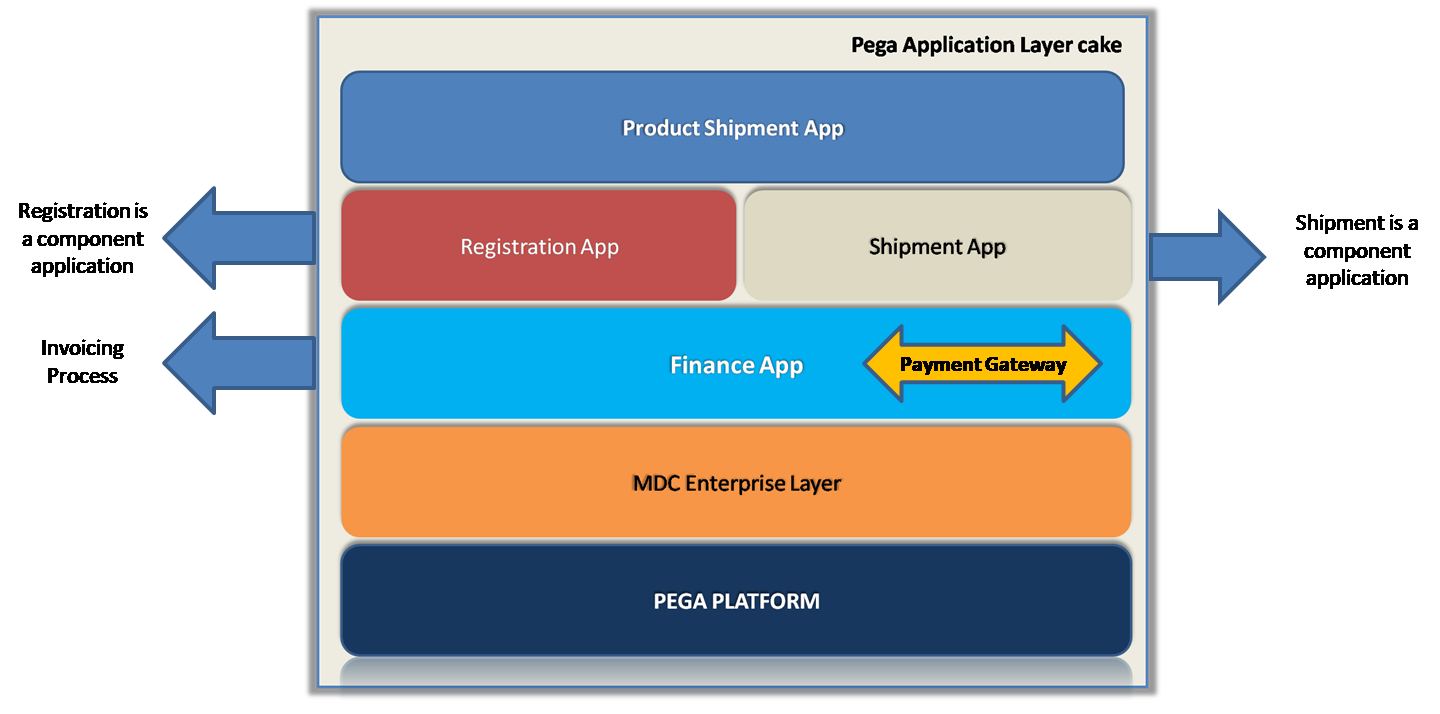 Pega Application Layer cake
Product Shipment App
Registration is
a component
application
Registration App
Shipment App
Shipment is a
component
application
Invoicing
Process
Finance App
Payment Gateway
MDC Enterprise Layer
PEGA PLATFORM